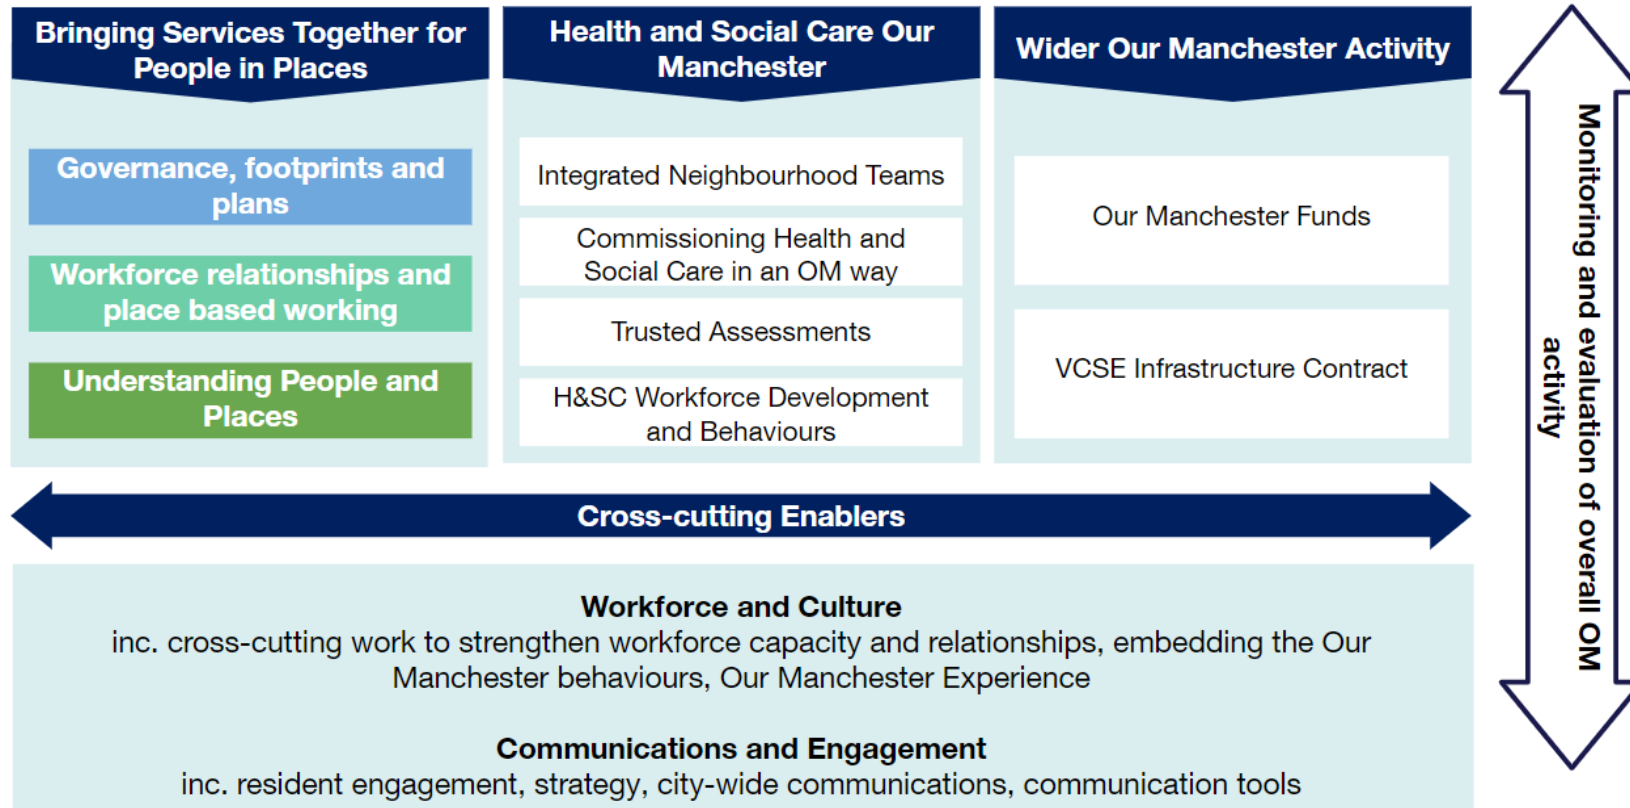 Bringing Services Together for
People in Places
Governance, footprints and
plans
Workforce relationships and
place based working
Understanding People and
Places
Health and Social Care Our
Manchester
Integrated Neighbourhood Teams
Commissioning Health and
Social Care in an OM way
Trusted Assessments
H&SC Workforce Development
and Behaviours
Wider Our Manchester Activity
Our Manchester Funds
VCSE Infrastructure Contract
Monitoring and evaluation of overall OM
activity
Cross-cutting Enablers
Workforce and Culture
inc. cross-cutting work to strengthen workforce capacity and relationships, embedding the Our
Manchester behaviours, Our Manchester Experience
Communications and Engagement
inc. resident engagement, strategy, city-wide communications, communication tools